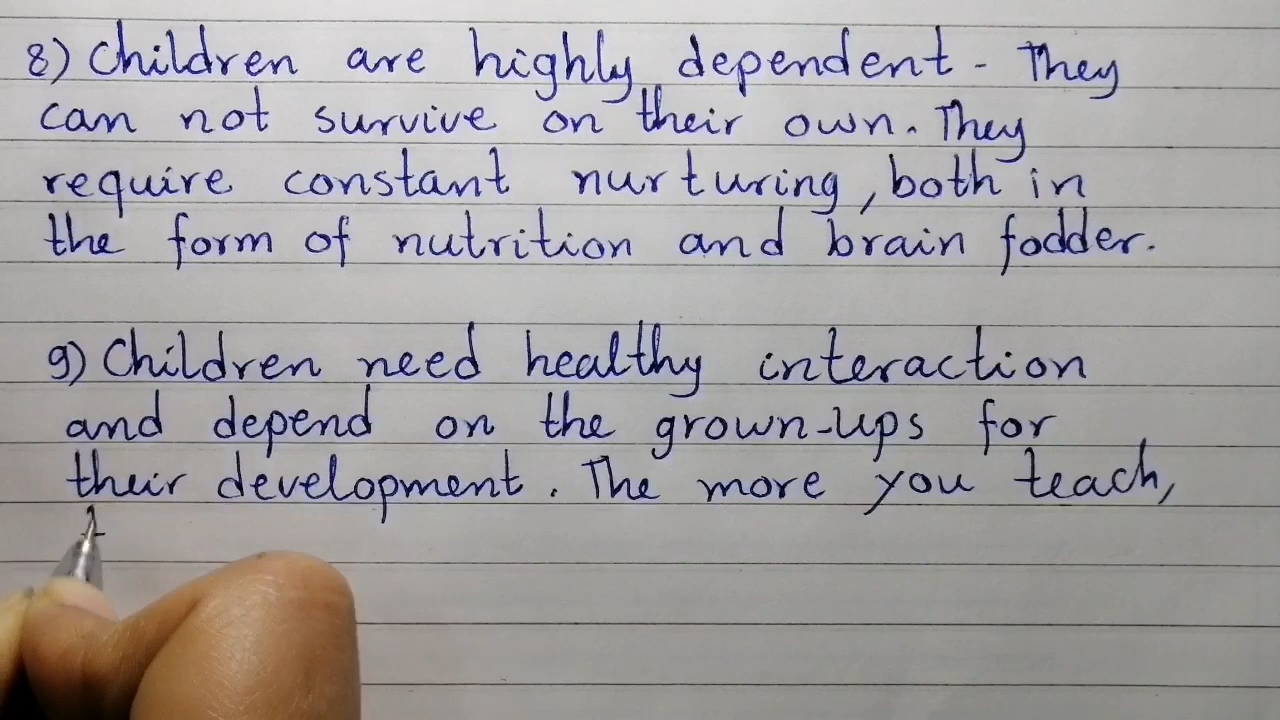 8) Children are highly dependent - They
can not survive on their own. They
require constant nurturing, both in
the form of nutrition and brain fodder.
9) Children need healthy interaction
and depend on the grown-ups for
their development. The more you teach,